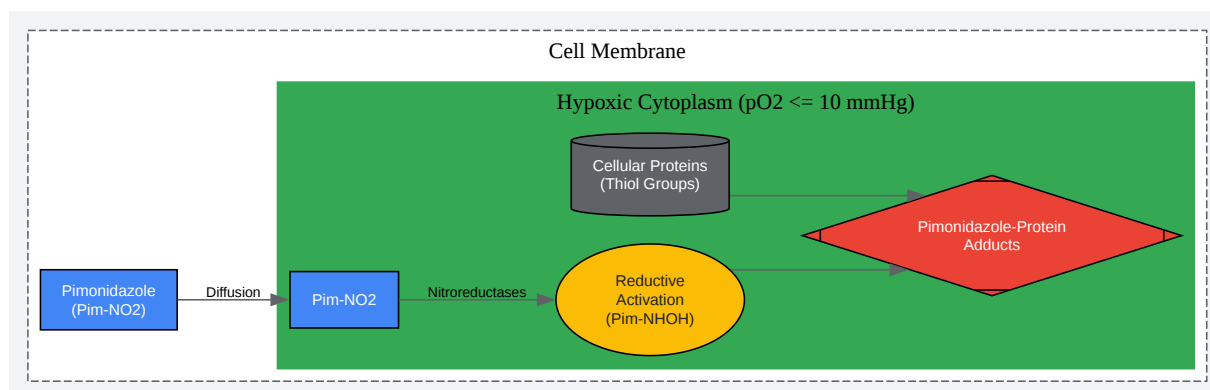 Cell Membrane
Hypoxic Cytoplasm (pO2 <= 10 mmHg)
Cellular Proteins
(Thiol Groups)
Pimonidazole-Protein
Adducts
Pimonidazole
(Pim-NO2)
Diffusion
Pim-NO2
Nitroreductases
Reductive
Activation
(Pim-NHOH)